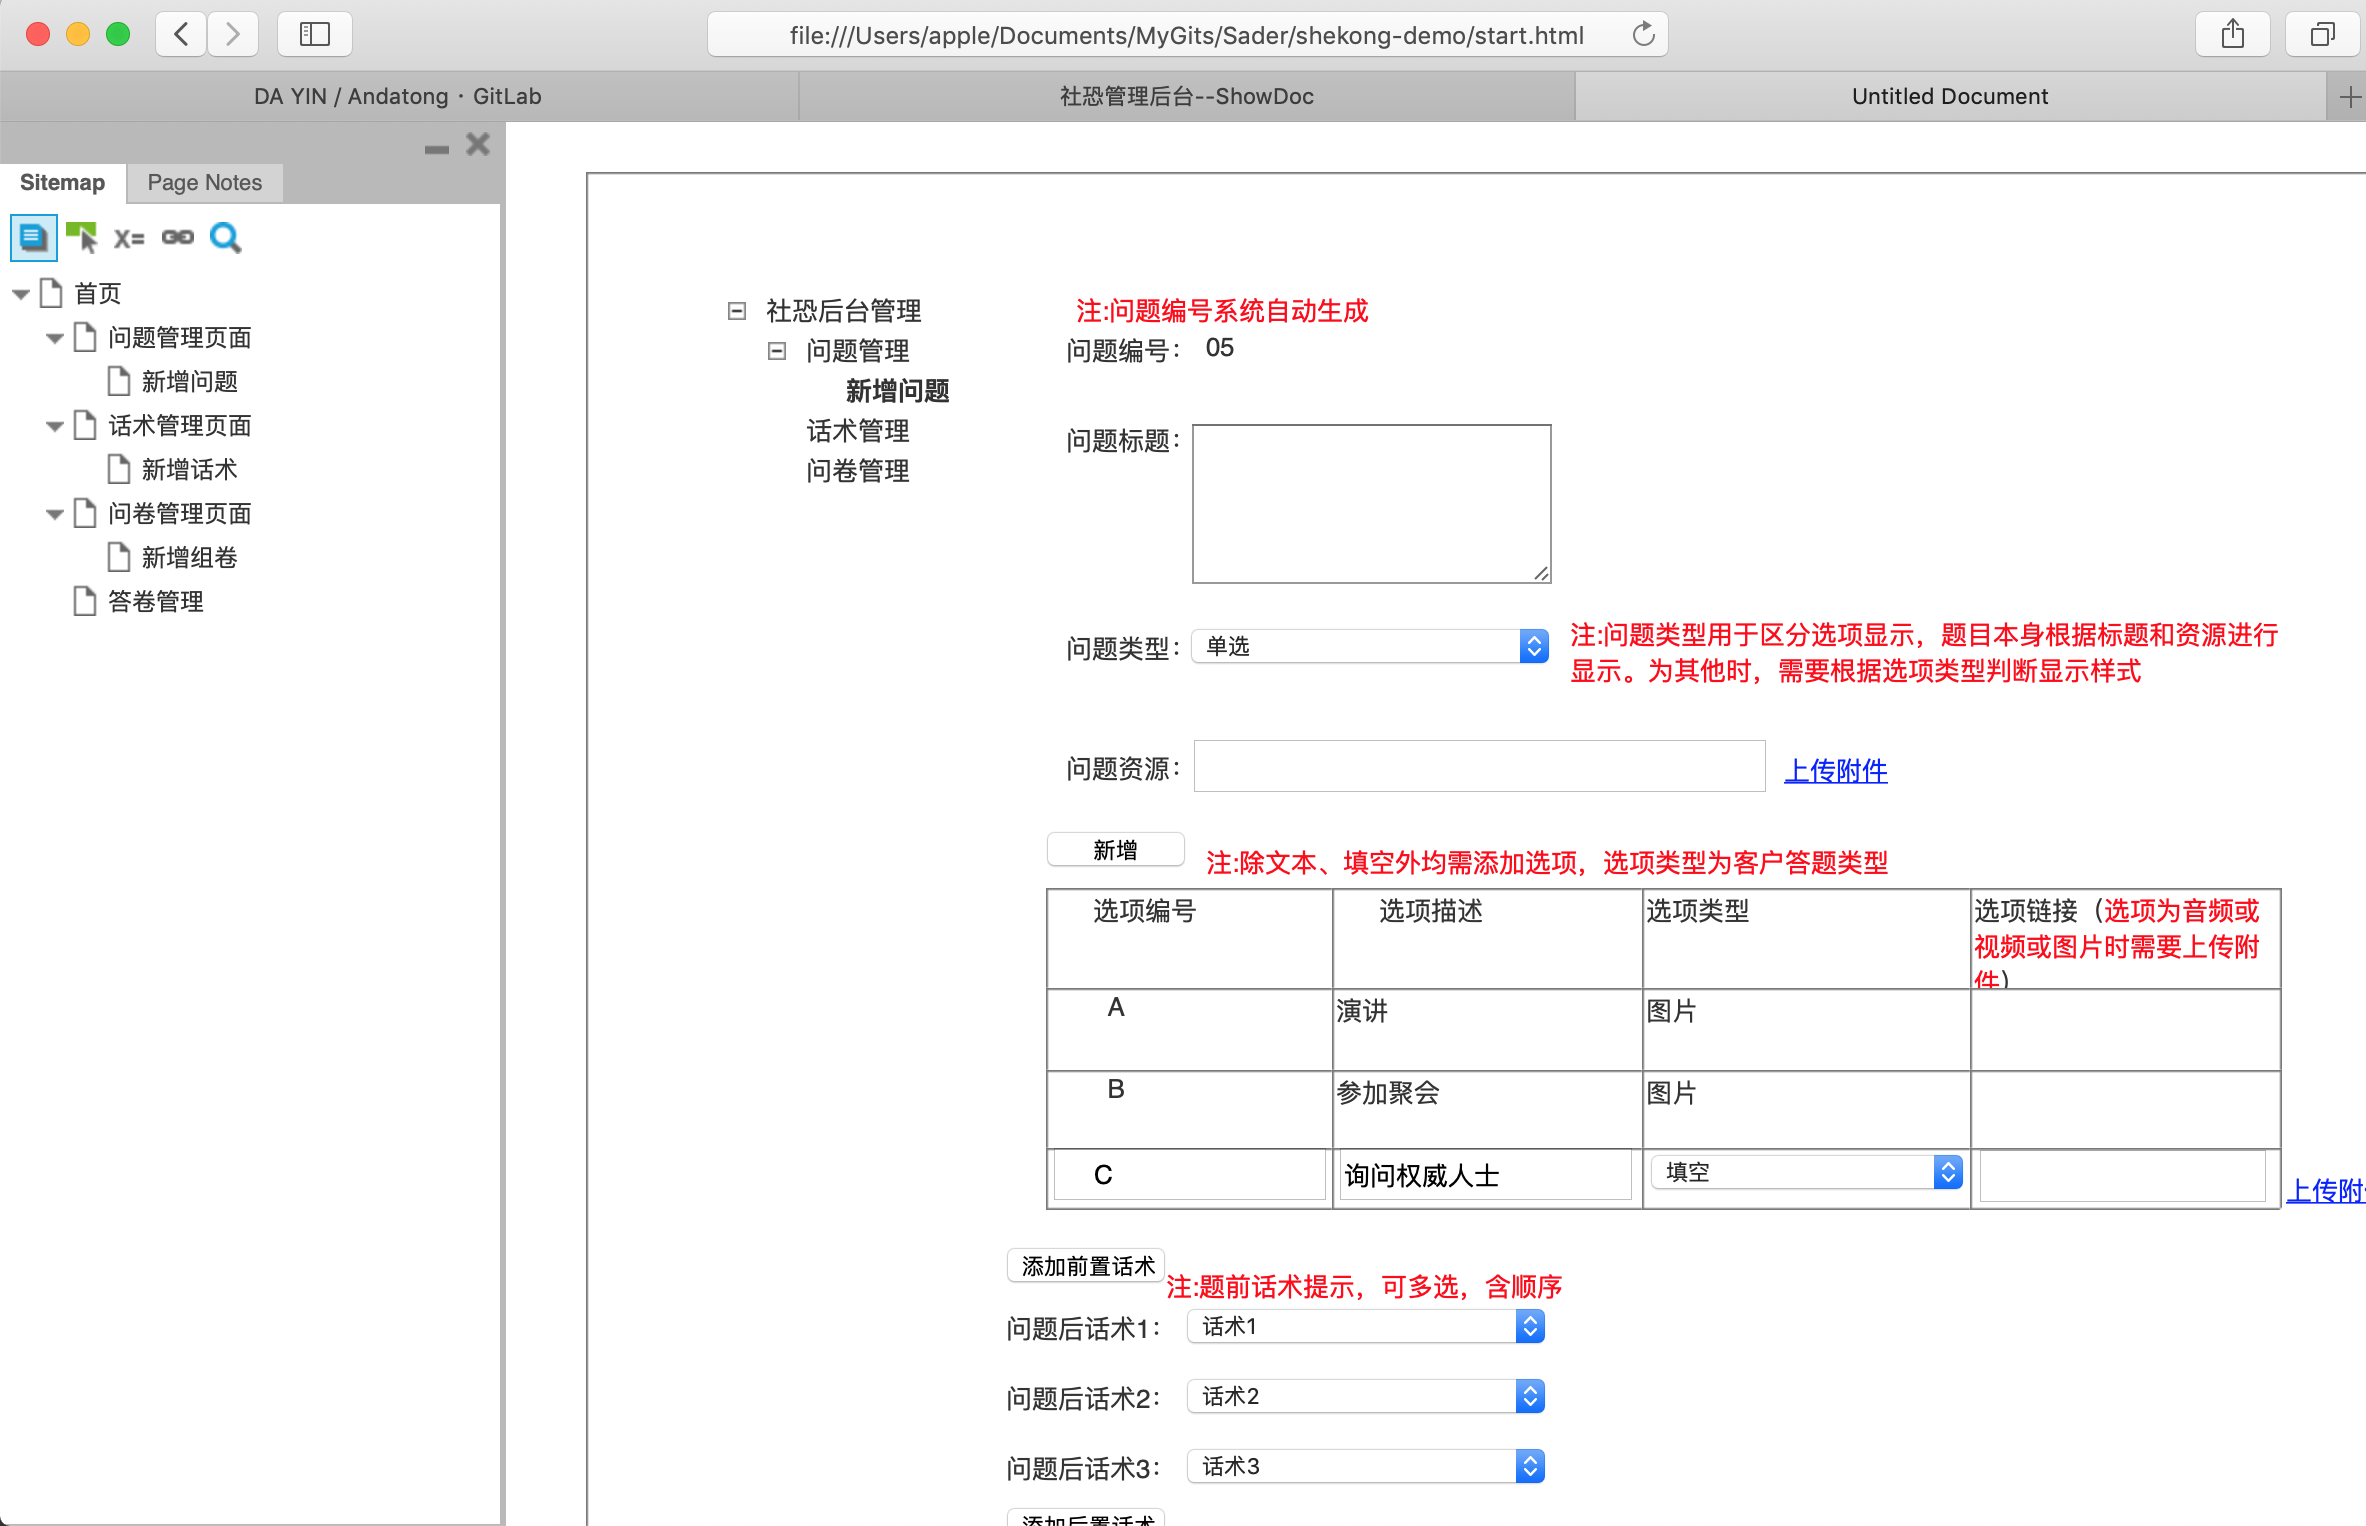 file:///Users/apple/Documents/MyGits/Sader/shekong-demo/start.html
DA YIN / Andatong · GitLab
社恐管理后台--ShowDoc
Untitled Document
Sitemap
Page Notes
X=
首页
问题管理页面
新增问题
话术管理页面
新增话术
问卷管理页面
新增组卷
答卷管理
社恐后台管理
问题管理
新增问题
话术管理
问卷管理
注:问题编号系统自动生成
问题编号： 05
问题标题：
问题类型： 单选
注:问题类型用于区分选项显示，题目本身根据标题和资源进行
显示。为其他时，需要根据选项类型判断显示样式
问题资源： 上传附件
新增
注:除文本、填空外均需添加选项，选项类型为客户答题类型
选项编号 选项描述 选项类型 选项链接（选项为音频或
视频或图片时需要上传附
件）
A 演讲 图片
B 参加聚会 图片
C 询问权威人士 填空
上传附
添加前置话术
注:题前话术提示，可多选，含顺序
问题后话术1： 话术1
问题后话术2： 话术2
问题后话术3： 话术3
添加后置话术